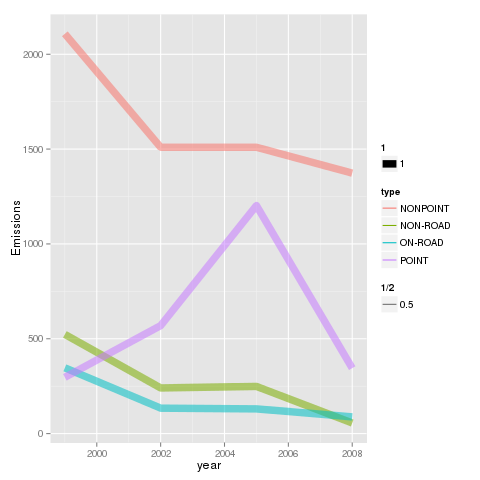 2000
1500
1000
500
0
Emissions
2000 2002 2004 2006 2008
year
1
1
type
NONPOINT
NON-ROAD
ON-ROAD
POINT
1/2
0.5